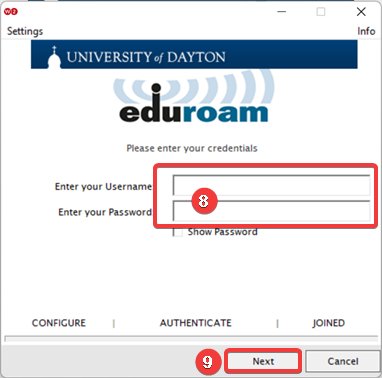 W2
Settings Info
UNIVERSITY of DAYTON
eduroam
Please enter your credentials
Enter your Username
8
Enter your Password
Show Password
CONFIGURE | AUTHENTICATE | JOINED
9 Next Cancel